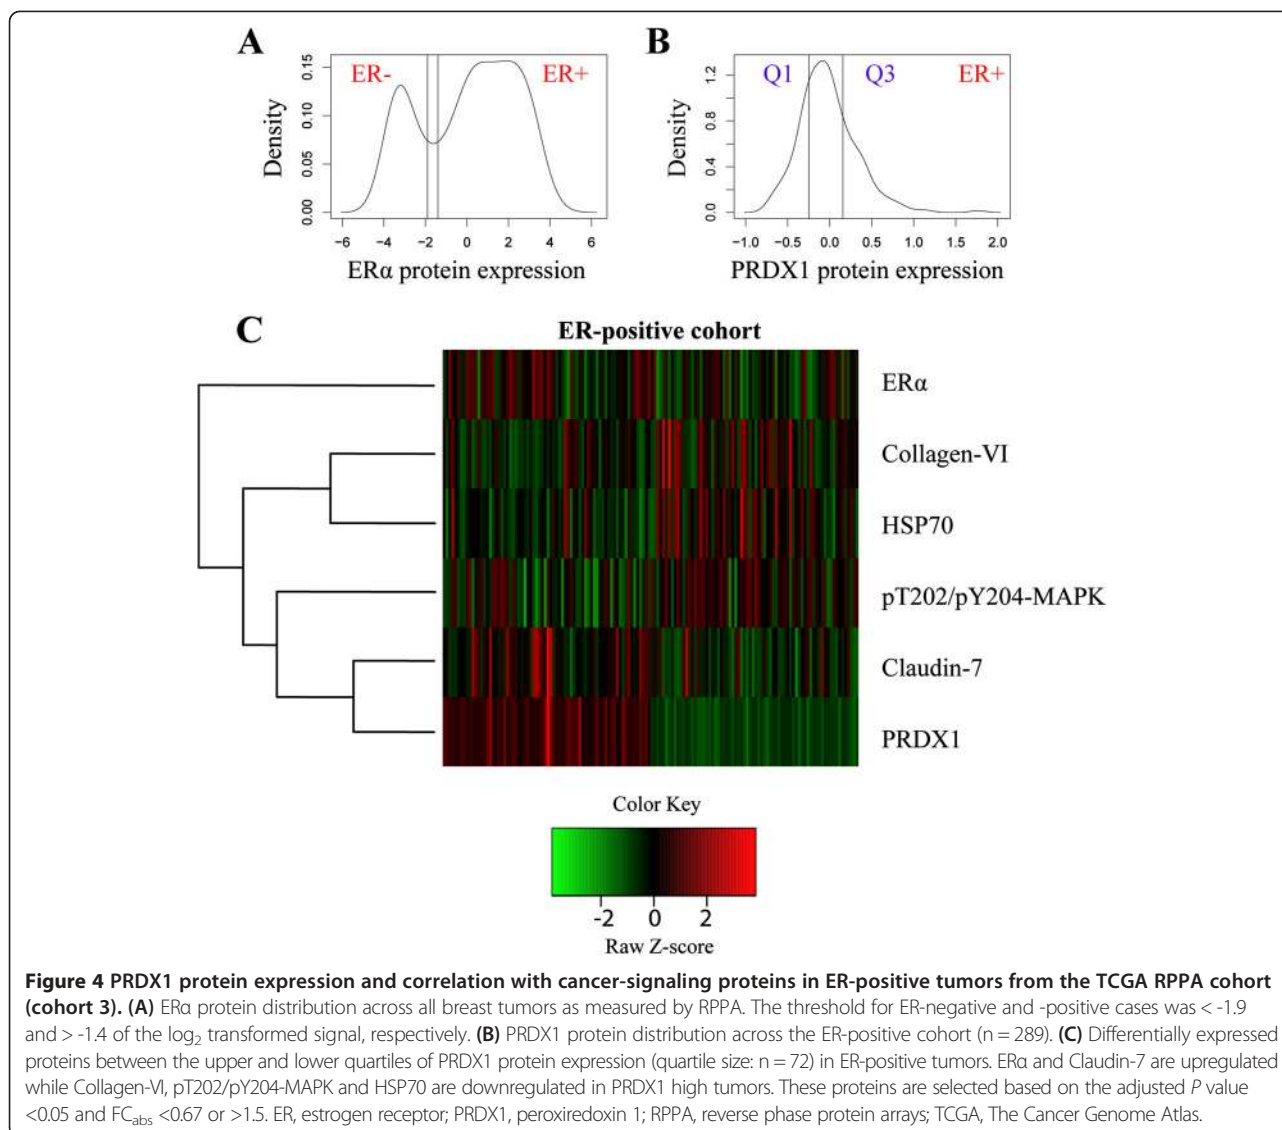 A
B
ER-
ER+
Q1
Q3
ER+
Density
0.00
0.05
0.10
0.15
−6
−4
−2
0
2
4
6
ERα protein expression
Density
0.0
0.4
0.8
1.2
−1.0
−0.5
0.0
0.5
1.0
1.5
2.0
PRDX1 protein expression
C
ER-positive cohort
ERα
Collagen-VI
HSP70
pT202/pY204-MAPK
Claudin-7
PRDX1
Color Key
-2
0
2
Raw Z-score
Figure 4 PRDX1 protein expression and correlation with cancer-signaling proteins in ER-positive tumors from the TCGA RPPA cohort
(cohort 3). (A) ERα protein distribution across all breast tumors as measured by RPPA. The threshold for ER-negative and -positive cases was < -1.9
and > -1.4 of the log2 transformed signal, respectively. (B) PRDX1 protein distribution across the ER-positive cohort (n = 289). (C) Differentially expressed
proteins between the upper and lower quartiles of PRDX1 protein expression (quartile size: n = 72) in ER-positive tumors. ERα and Claudin-7 are upregulated
while Collagen-VI, pT202/pY204-MAPK and HSP70 are downregulated in PRDX1 high tumors. These proteins are selected based on the adjusted P value
<0.05 and FCabs <0.67 or >1.5. ER, estrogen receptor; PRDX1, peroxiredoxin 1; RPPA, reverse phase protein arrays; TCGA, The Cancer Genome Atlas.